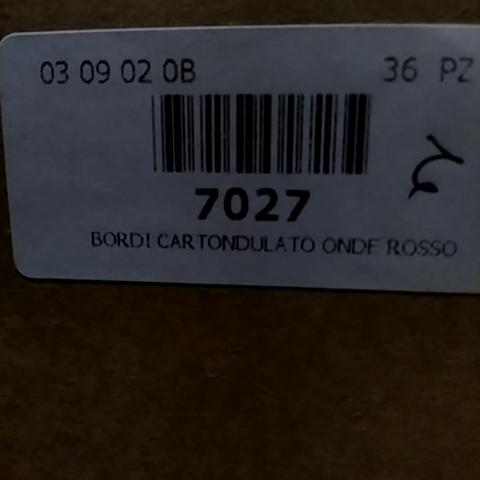 03 09 02 0B 36 PZ
7027
BORDI CARTONDULATO ONDE ROSSO